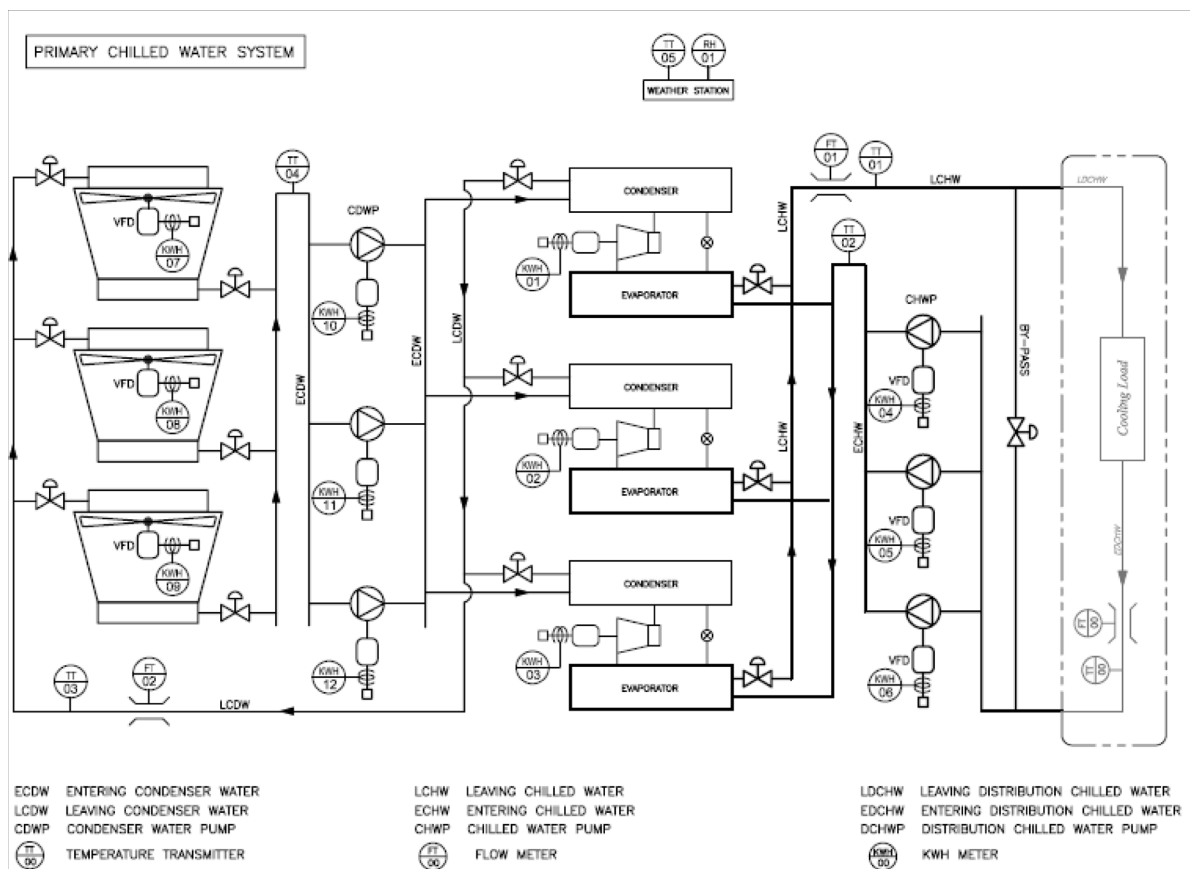 PRIMARY CHILLED WATER SYSTEM
TT
05
RH
01
WEATHER STATION
TT
04
FT
01
TT
01
LCHW
LDCHW
CONDENSER
CDWP
VFD
KWH
07
KWH
01
LCHW
TT
02
EVAPORATOR
KWH
10
CHWP
ECDW
LCDW
BY-PASS
VFD
KWH
08
ECDW
CONDENSER
VFD
KWH
04
Cooling Load
KWH
02
LCHW
ECHW
EVAPORATOR
KWH
11
VFD
KWH
05
EDCHW
VFD
KWH
09
CONDENSER
FT
00
KWH
03
VFD
KWH
06
TT
00
KWH
12
EVAPORATOR
TT
03
FT
02
LCDW
ECDW ENTERING CONDENSER WATER
LCDW LEAVING CONDENSER WATER
CDWP CONDENSER WATER PUMP
TT
00
TEMPERATURE TRANSMITTER
LCHW LEAVING CHILLED WATER
ECHW ENTERING CHILLED WATER
CHWP CHILLED WATER PUMP
FT
00
FLOW METER
LDCHW LEAVING DISTRIBUTION CHILLED WATER
EDCHW ENTERING DISTRIBUTION CHILLED WATER
DCHWP DISTRIBUTION CHILLED WATER PUMP
KWH
00
KWH METER